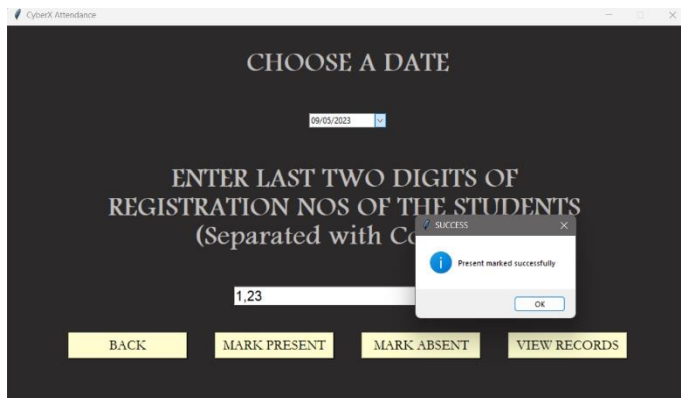 CyberX Attendance
CHOOSE A DATE
09/05/2023
ENTER LAST TWO DIGITS OF
REGISTRATION NOS OF THE STUDENTS
(Separated with
SUCCESS
Present marked successfully
OK
1,23
BACK
MARK PRESENT
MARK ABSENT
VIEW RECORDS